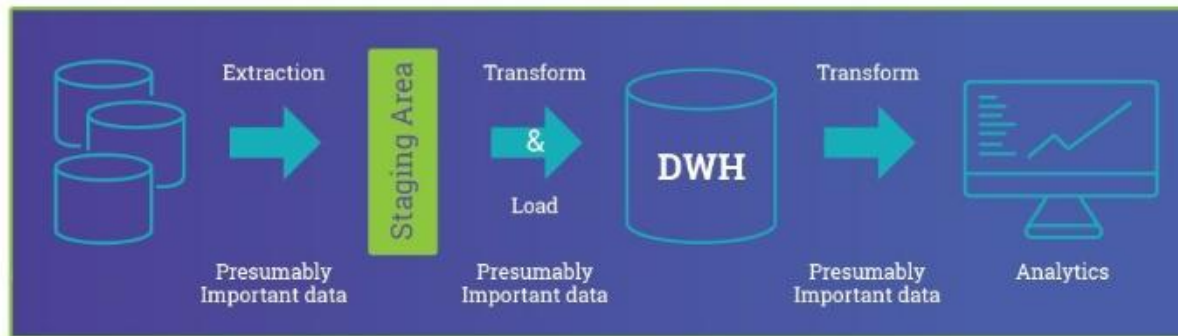 Extraction
Staging Area
Transform
&
Load
DWH
Transform
Presumably
Important data
Presumably
Important data
Presumably
Important data
Analytics